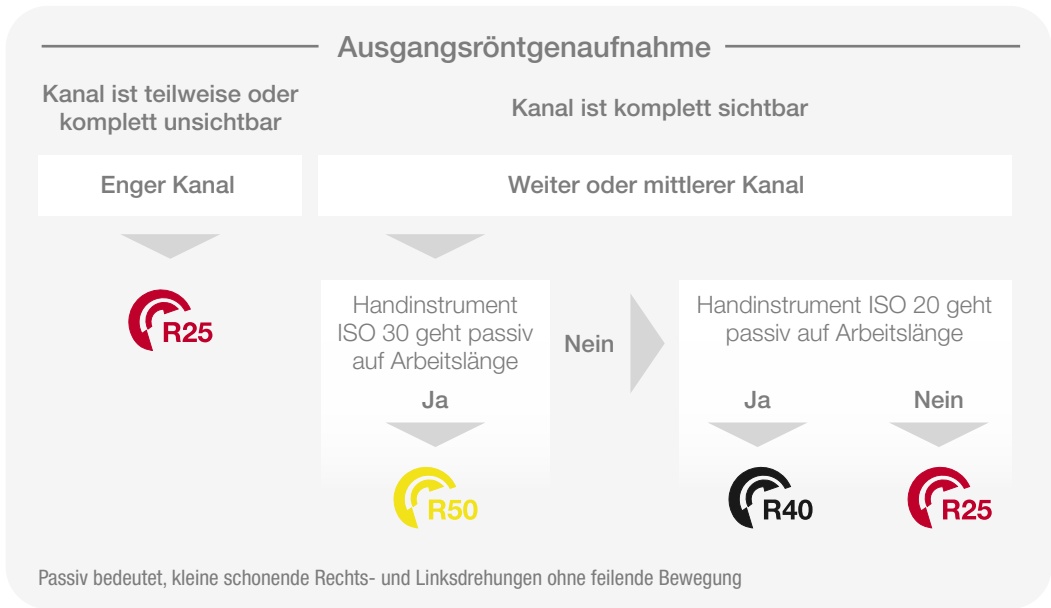 Ausgangsröntgenaufnahme
Kanal ist teilweise oder
komplett unsichtbar
Kanal ist komplett sichtbar
Enger Kanal
Weiter oder mittlerer Kanal
R25
Handinstrument
ISO 30 geht passiv
auf Arbeitslänge
Ja
R50
Nein
Handinstrument ISO 20 geht
passiv auf Arbeitslänge
Ja
Nein
R40
R25
Passiv bedeutet, kleine schonende Rechts- und Linksdrehungen ohne feilende Bewegung